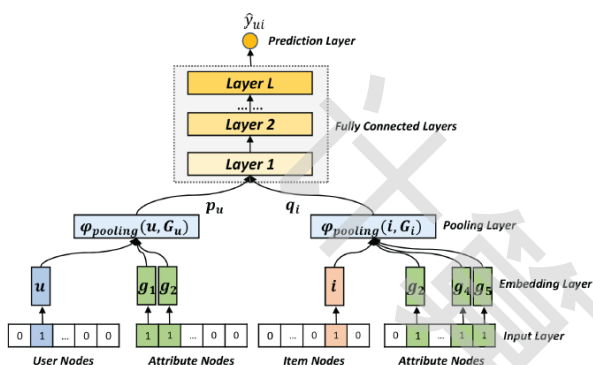 ŷui
Prediction Layer
Layer L
... ...
Layer 2
Fully Connected Layers
Layer 1
pu qi
φpooling(u, Gu) φpooling(i, Gi) Pooling Layer
u g1 g2 i g2 g4 g5 Embedding Layer
0 1 ... 0 0 1 1 ... 0 0 0 0 ... 1 0 0 1 ... 1 1 Input Layer
User Nodes Attribute Nodes Item Nodes Attribute Nodes